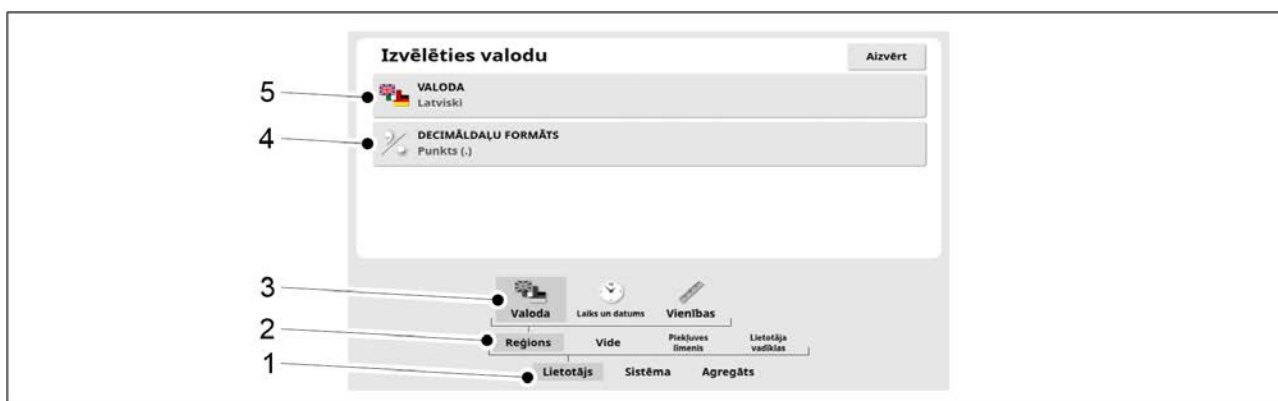 Izvēlēties valodu
Aizvērt
5
VALODA
Latviski
4
DECIMĀLDAĻU FORMĀTS
Punkts (.)
3
Valoda
Laiks un datums
Vienības
2
Reģions
Vide
Piekļuves
līmenis
Lietotāja
vadīklas
1
Lietotājs
Sistēma
Agregāts